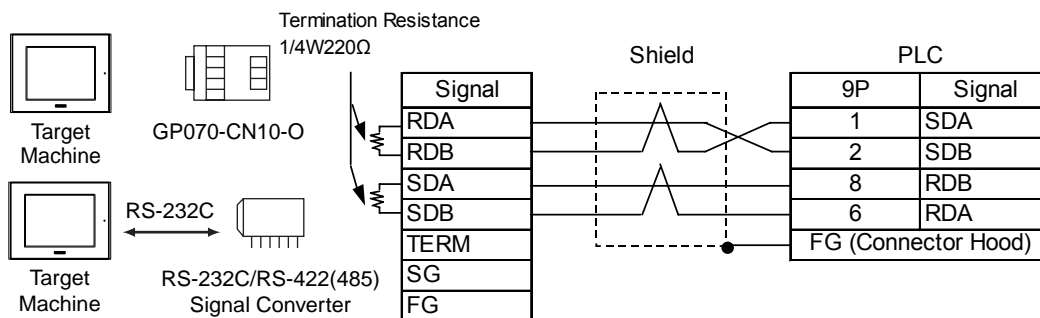 Termination Resistance
1/4W220Ω
Shield
PLC
Signal
9P Signal
RDA
1 SDA
RDB
2 SDB
SDA
8 RDB
SDB
6 RDA
TERM
FG (Connector Hood)
SG
FG
Target
Machine
GP070-CN10-O
RS-232C
Target
Machine
RS-232C/RS-422(485)
Signal Converter